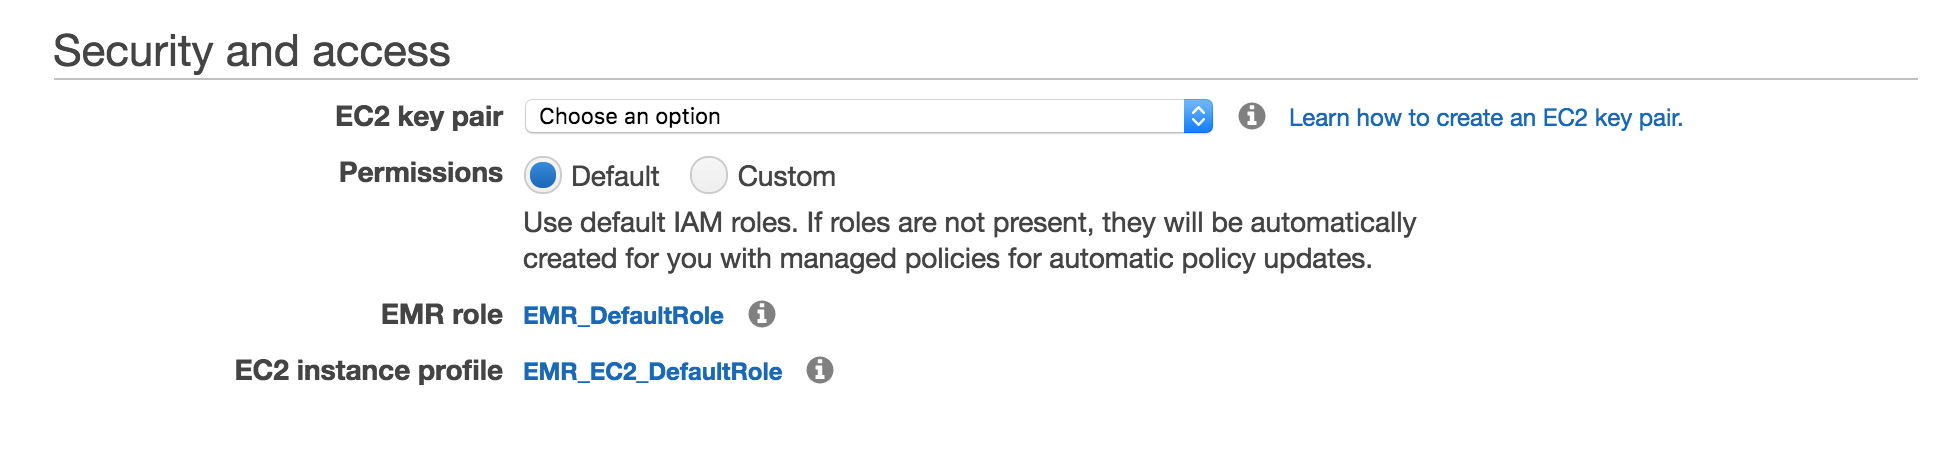 Security and access
EC2 key pair Choose an option Learn how to create an EC2 key pair.
Permissions Default Custom
Use default IAM roles. If roles are not present, they will be automatically
created for you with managed policies for automatic policy updates.
EMR role EMR_DefaultRole
EC2 instance profile EMR_EC2_DefaultRole